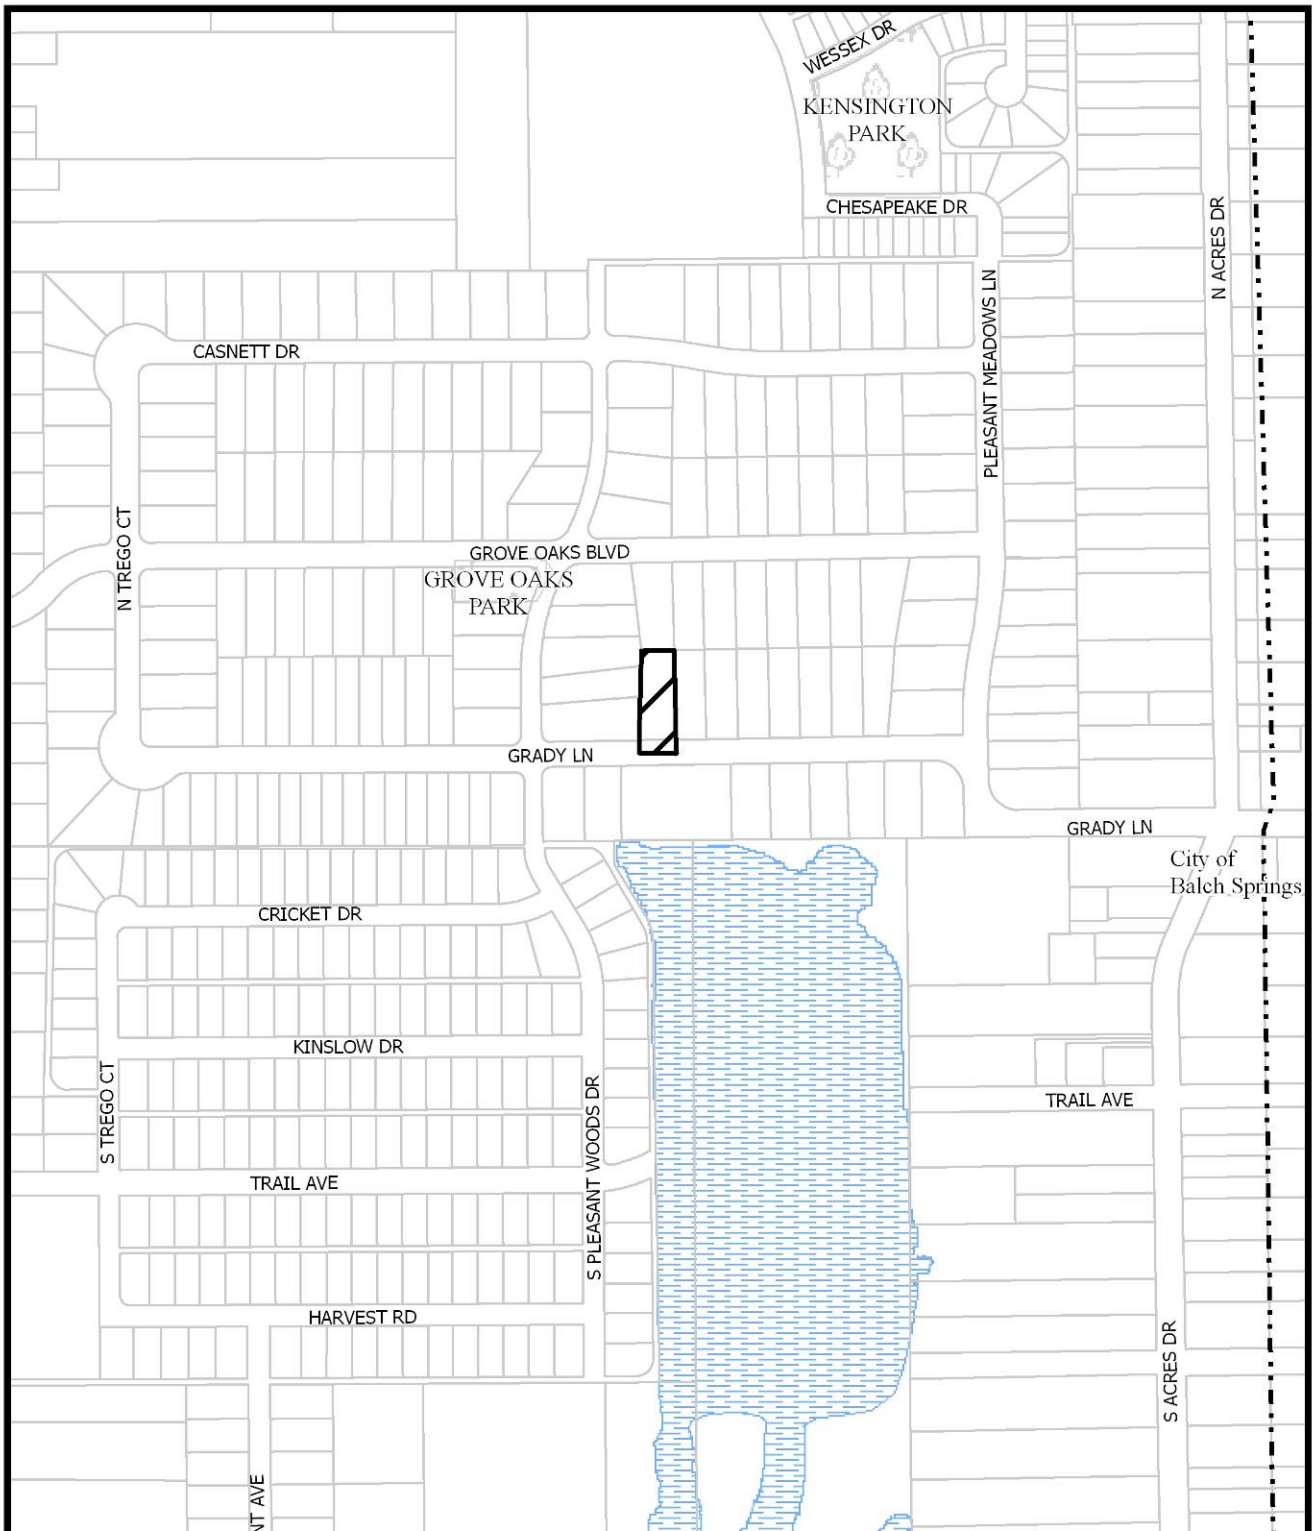 WESSEX DR
KENSINGTON
PARK
CHESAPEAKE DR
N ACRES DR
PLEASANT MEADOWS LN
CASNETT DR
N TREGO CT
GROVE OAKS BLVD
GROVE OAKS
PARK
GRADY LN
GRADY LN
City of
Balch Springs
CRICKET DR
KINSLOW DR
S TREGO CT
S PLEASANT WOODS DR
TRAIL AVE
TRAIL AVE
HARVEST RD
S ACRES DR
AVE